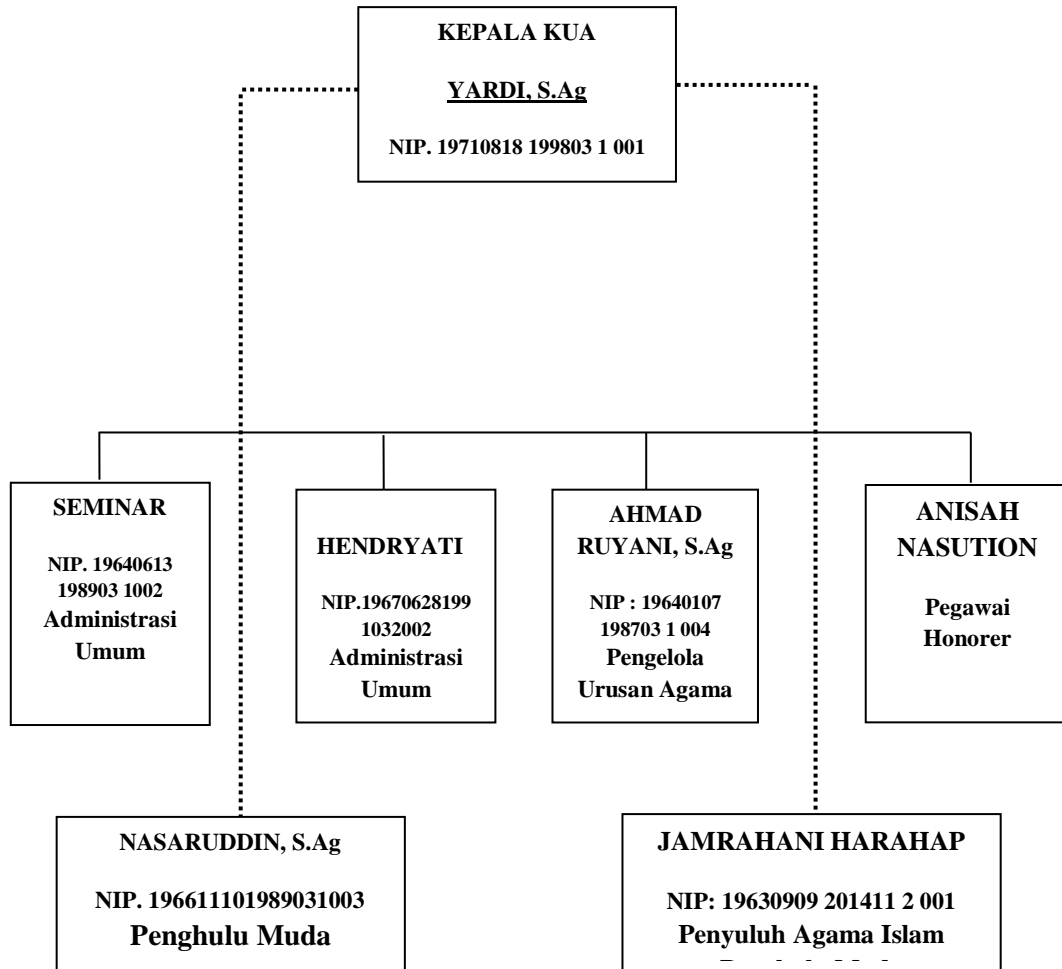 KEPALA KUA
YARDI, S.Ag
NIP. 19710818 199803 1 001
SEMINAR
NIP. 19640613
198903 1002
Administrasi
Umum
HENDRYATI
NIP.19670628199
1032002
Administrasi
Umum
AHMAD
RUYANI, S.Ag
NIP : 19640107
198703 1 004
Pengelola
Urusan Agama
ANISAH
NASUTION
Pegawai
Honorer
NASARUDDIN, S.Ag
NIP. 196611101989031003
Penghulu Muda
JAMRAHANI HARAHAP
NIP: 19630909 201411 2 001
Penyuluh Agama Islam